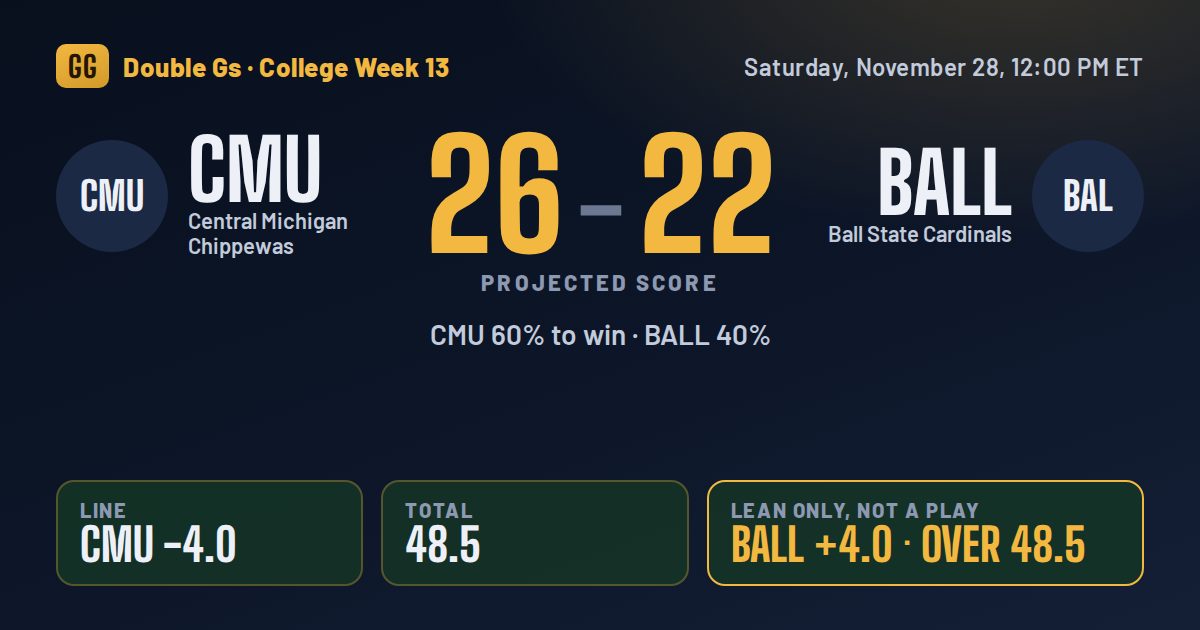 GG Double Gs · College Week 13
Saturday, November 28, 12:00 PM ET
CMU
CMU
Central Michigan
Chippewas
26 – 22
PROJECTED SCORE
CMU 60% to win · BALL 40%
BALL
Ball State Cardinals
BAL
LINE
CMU −4.0
TOTAL
48.5
LEAN ONLY, NOT A PLAY
BALL +4.0 · OVER 48.5